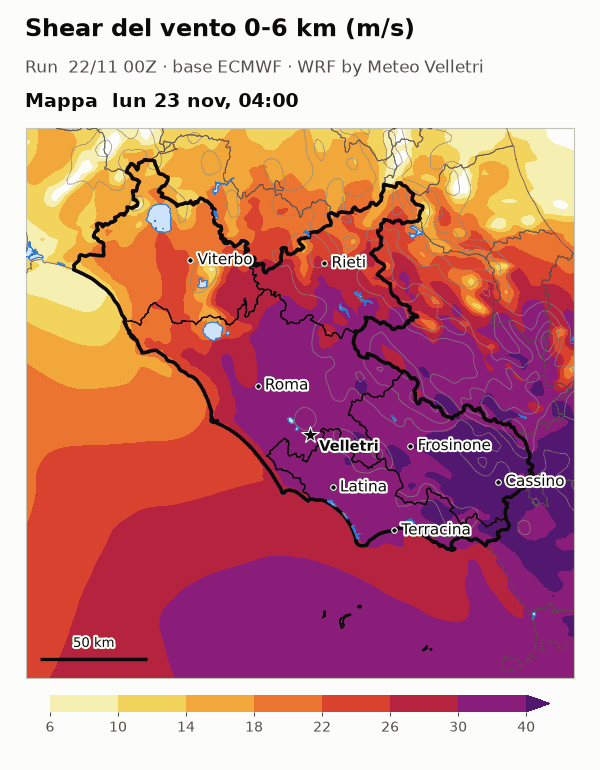 Shear del vento 0-6 km (m/s)
Run  22/11 00Z · base ECMWF · WRF by Meteo Velletri
Mappa  lun 23 nov, 04:00
Viterbo
Rieti
Roma
Velletri
Frosinone
Latina
Cassino
Terracina
50 km
6 10 14 18 22 26 30 40